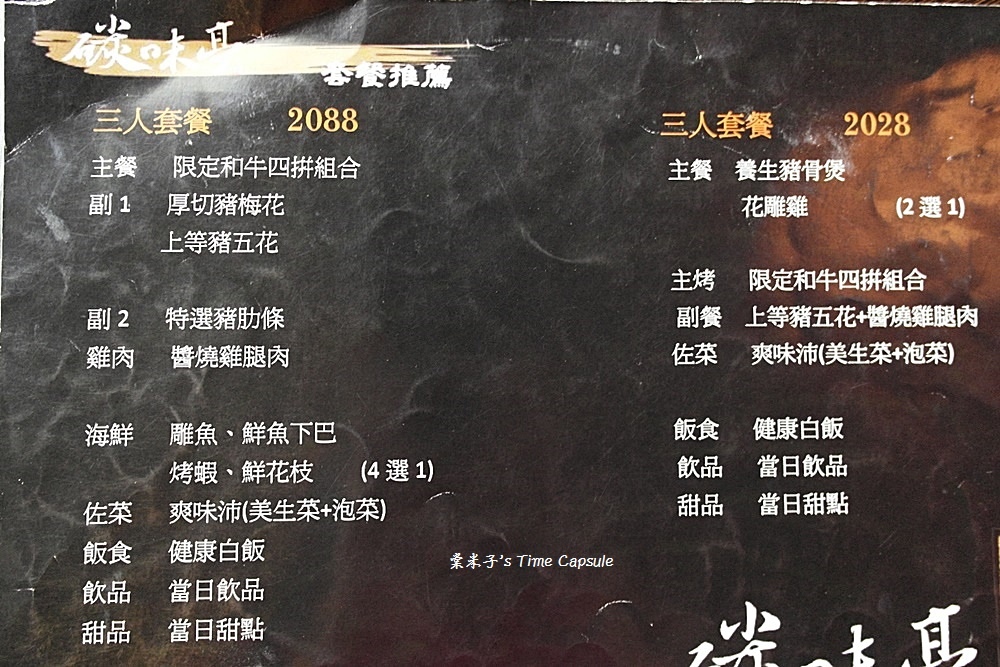 碳味亭
套餐推薦
三人套餐 2088
主餐 限定和牛四拼組合
副 1 厚切豬梅花
上等豬五花
副 2 特選豬肋條
雞肉 醬燒雞腿肉
海鮮 雕魚、鮮魚下巴
烤蝦、鮮花枝 (4 選 1)
佐菜 爽味沛(美生菜+泡菜)
飯食 健康白飯
飲品 當日飲品
甜品 當日甜點
三人套餐 2028
主餐 養生豬骨煲
花雕雞 (2 選 1)
主烤 限定和牛四拼組合
副餐 上等豬五花+醬燒雞腿肉
佐菜 爽味沛(美生菜+泡菜)
飯食 健康白飯
飲品 當日飲品
甜品 當日甜點
粟米子's Time Capsule
碳味亭